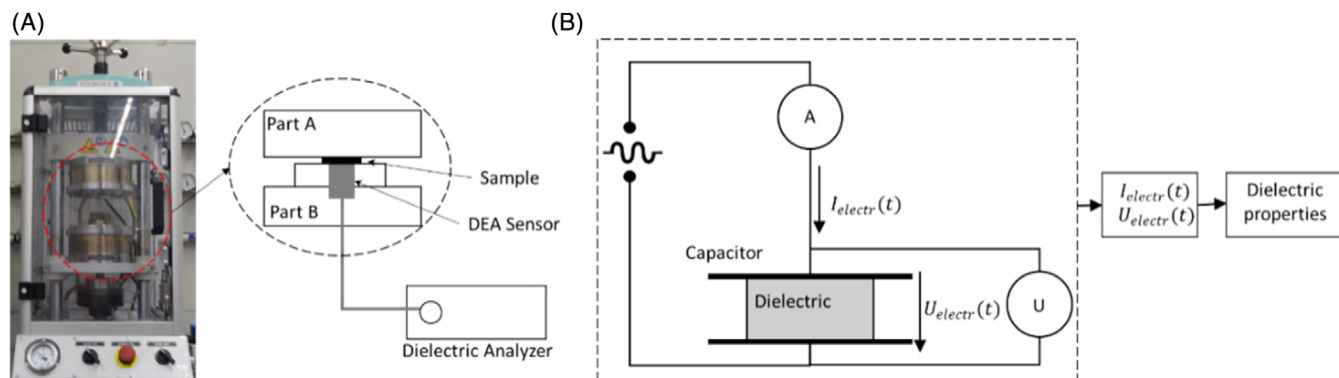 (A)
Part A
Sample
Part B
DEA Sensor
Dielectric Analyzer
(B)
A
I_electr(t)
Capacitor
Dielectric
U_electr(t)
U
I_electr(t)
U_electr(t)
Dielectric
properties